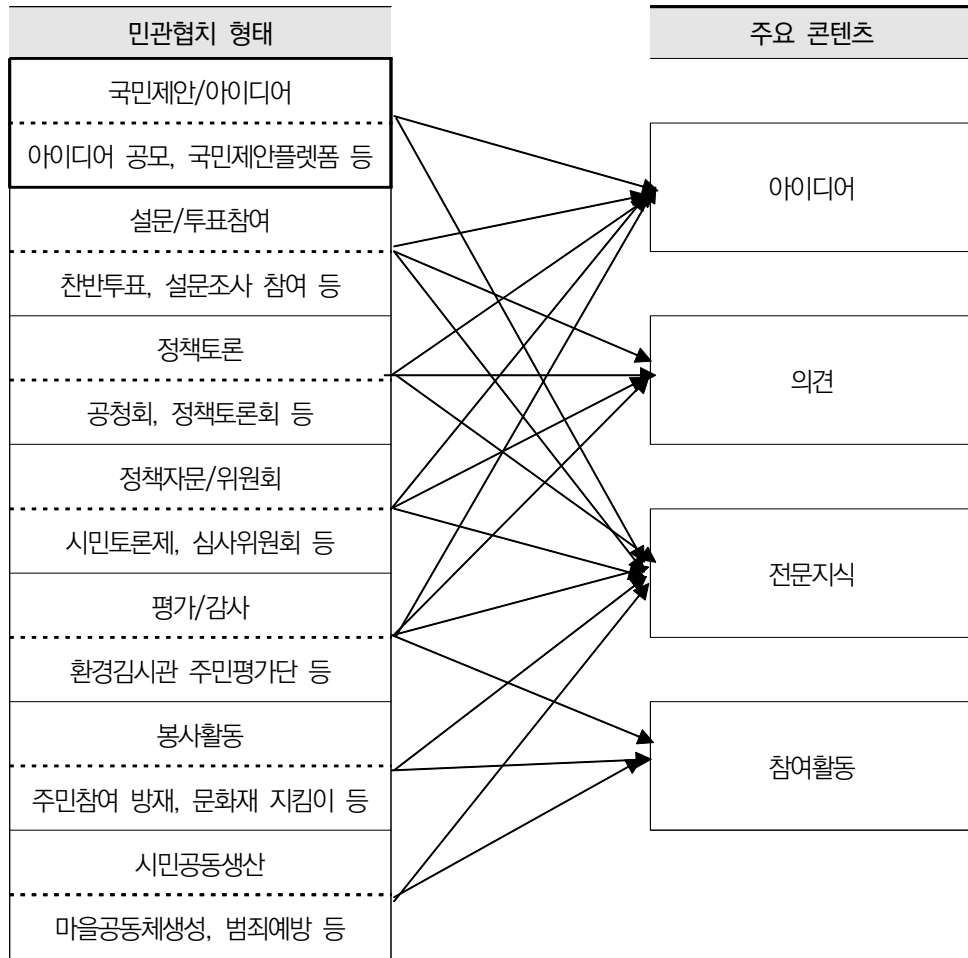 민관협치 형태
주요 콘텐츠
국민제안/아이디어
아이디어 공모, 국민제안플렛폼 등
설문/투표참여
찬반투표, 설문조사 참여 등
정책토론
공청회, 정책토론회 등
정책자문/위원회
시민토론제, 심사위원회 등
평가/감사
환경김시관 주민평가단 등
봉사활동
주민참여 방재, 문화재 지킴이 등
시민공동생산
마을공동체생성, 범죄예방 등
아이디어
의견
전문지식
참여활동